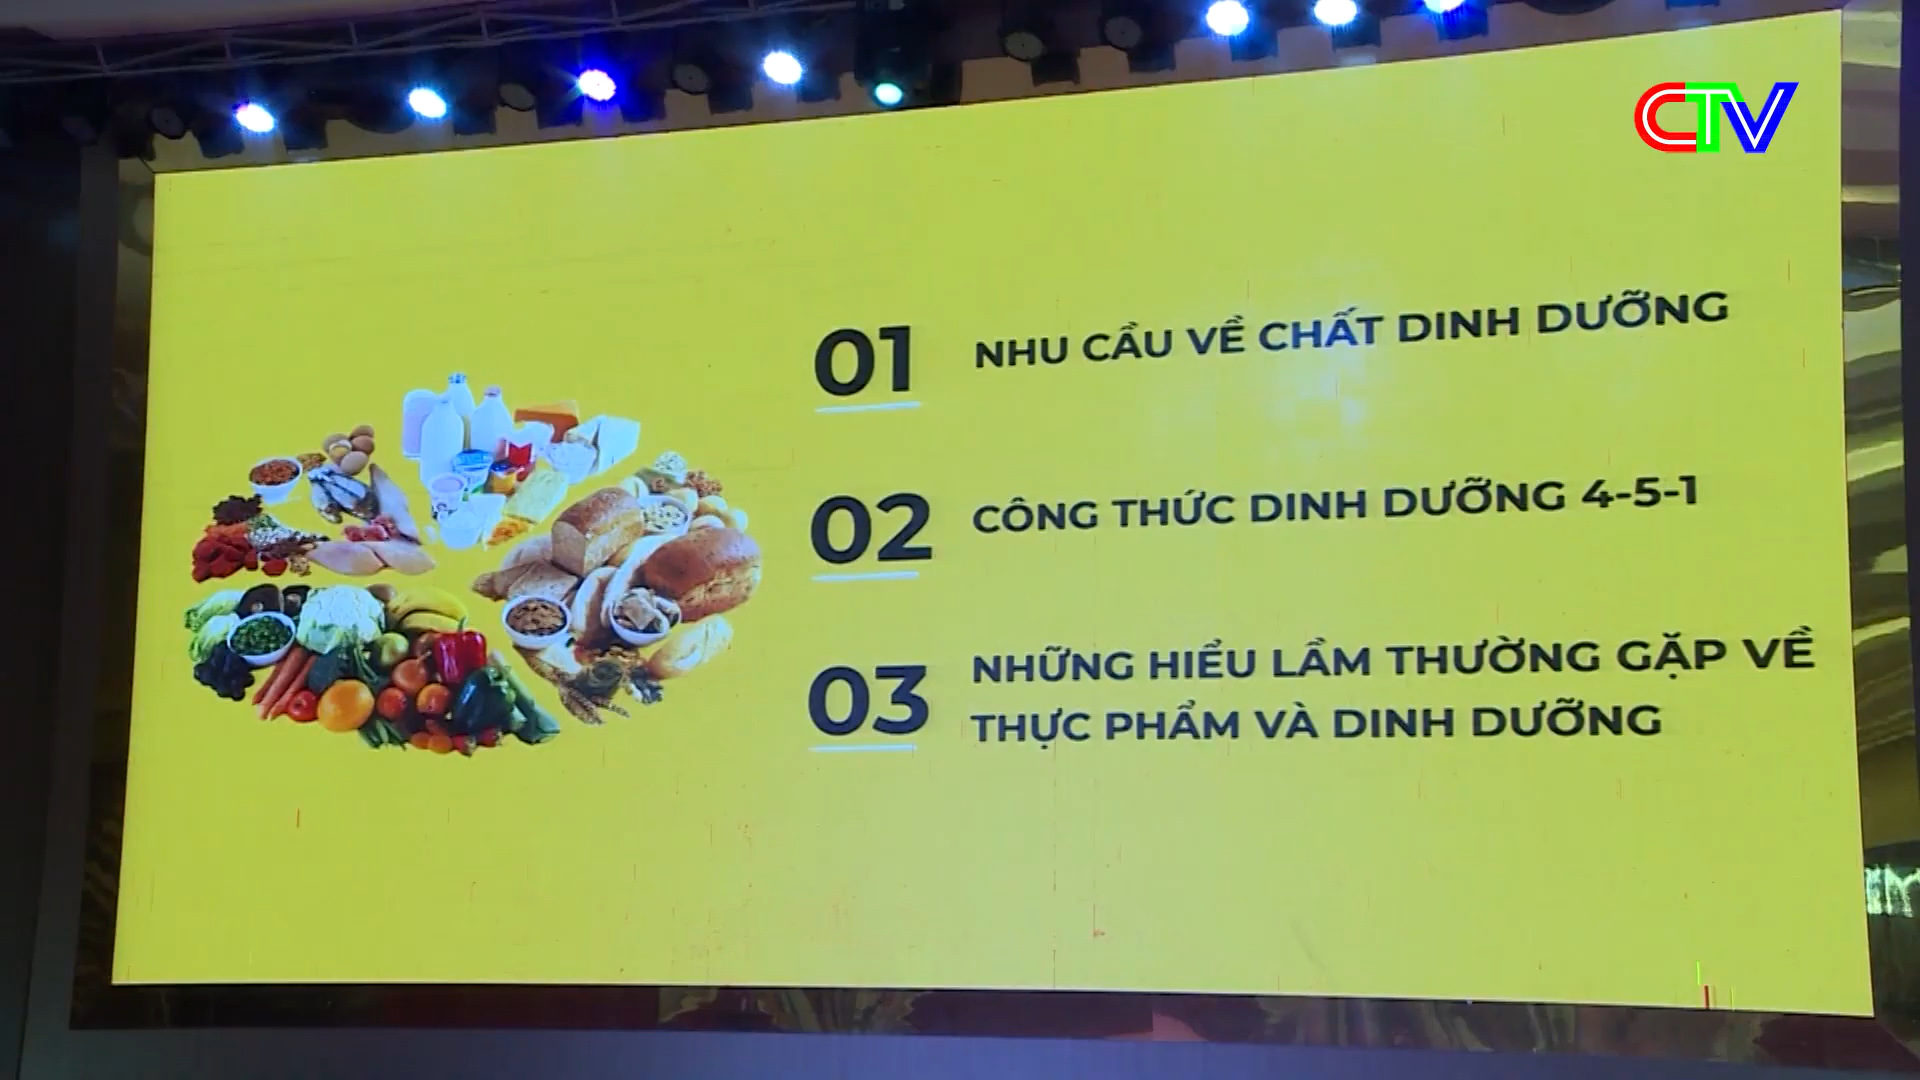 CTV
01 NHU CẦU VỀ CHẤT DINH DƯỠNG
02 CÔNG THỨC DINH DƯỠNG 4-5-1
03 NHỮNG HIỂU LẦM THƯỜNG GẶP VỀ
THỰC PHẨM VÀ DINH DƯỠNG